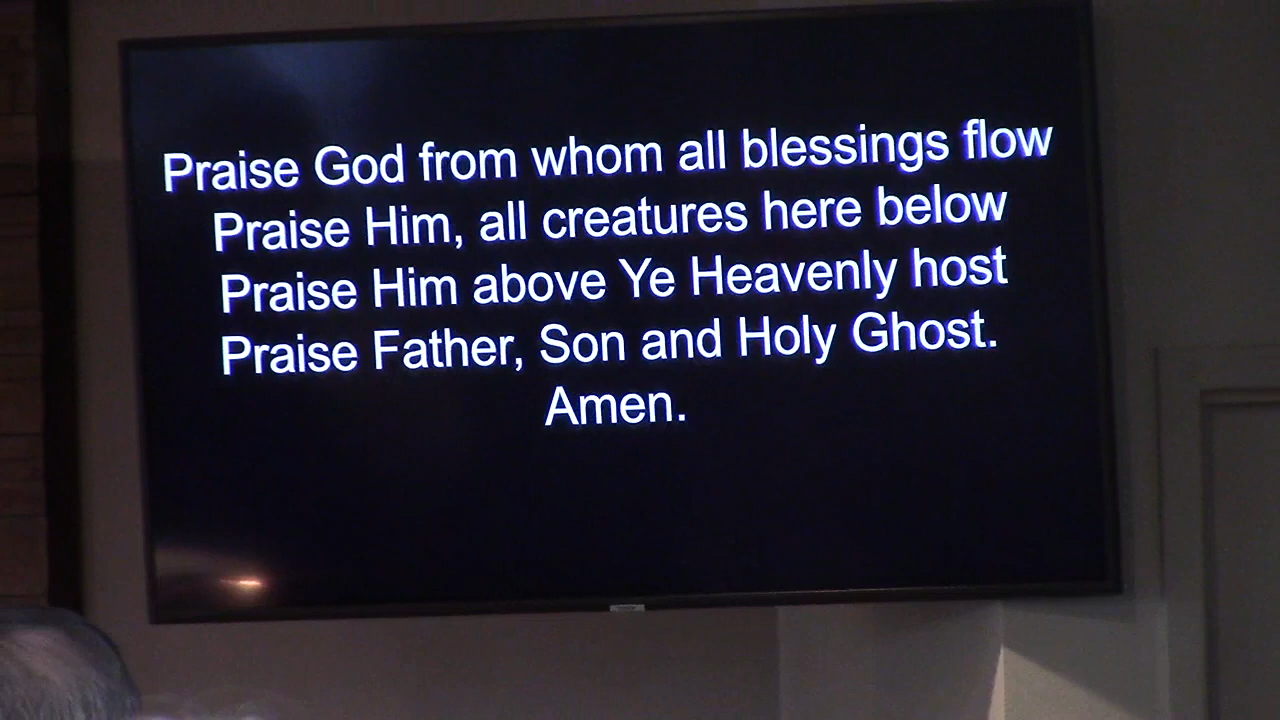 Praise God from whom all blessings flow
Praise Him, all creatures here below
Praise Him above Ye Heavenly host
Praise Father, Son and Holy Ghost.
Amen.